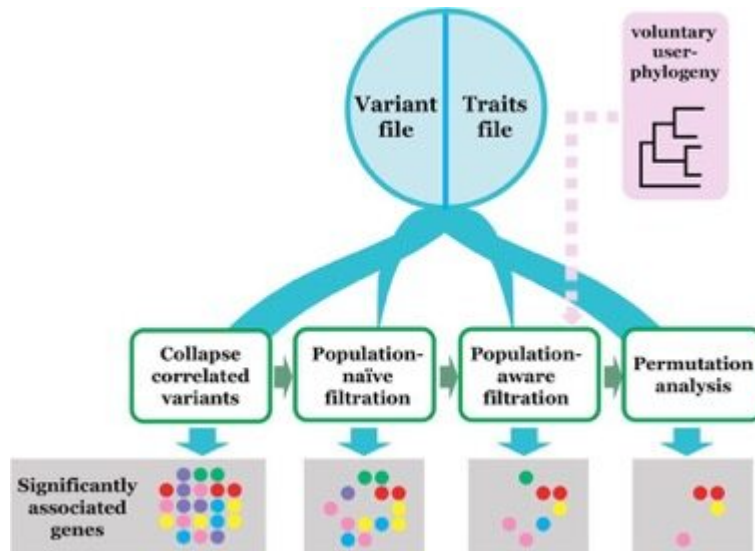 voluntary
user-
phylogeny
Variant
file
Traits
file
Collapse
correlated
variants
Population-
naïve
filtration
Population-
aware
filtration
Permutation
analysis
Significantly
associated
genes